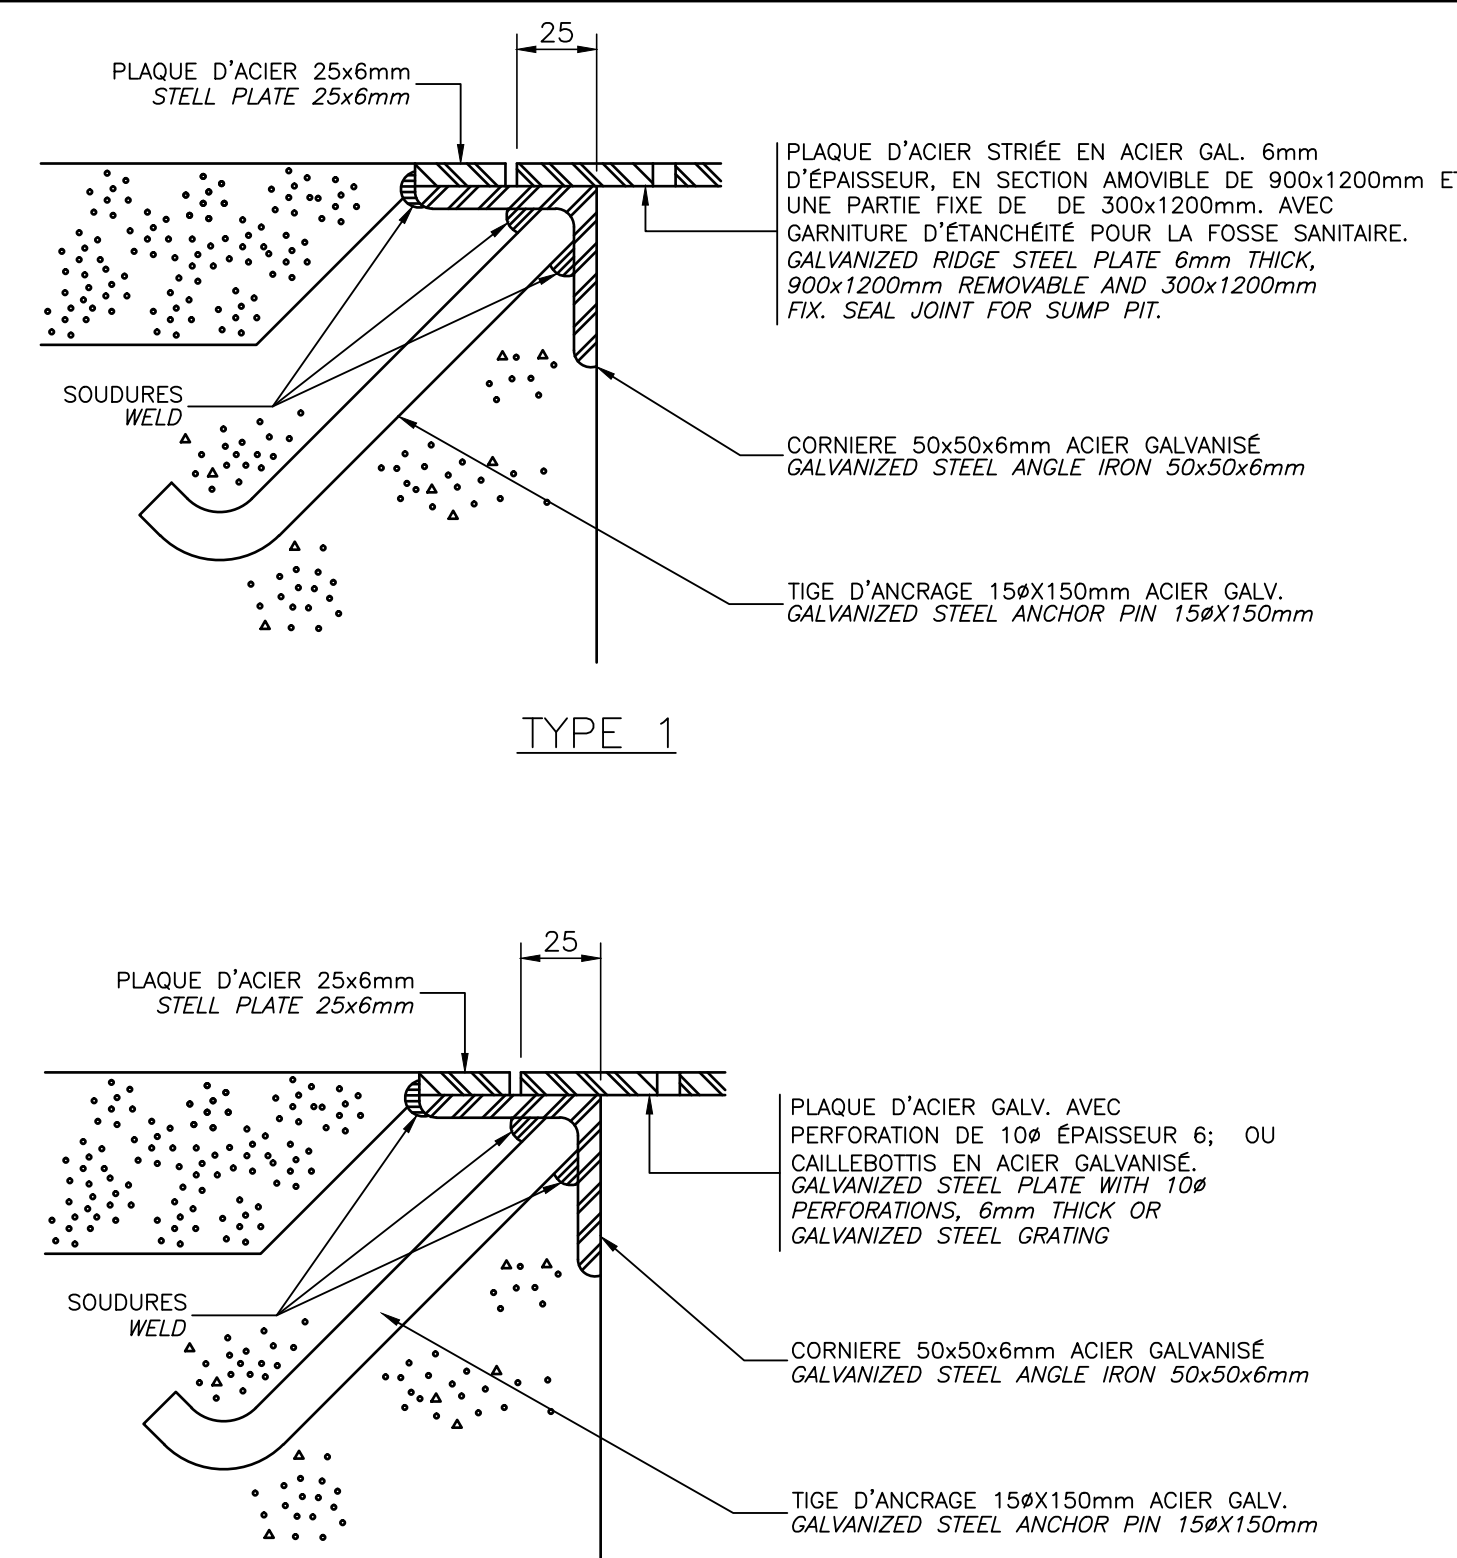 25
PLAQUE D'ACIER 25x6mm
STELL PLATE 25x6mm
PLAQUE D'ACIER STRIÉE EN ACIER GAL. 6mm
D'ÉPAISSEUR, EN SECTION AMOVIBLE DE 900x1200mm ET
UNE PARTIE FIXE DE DE 300x1200mm. AVEC
GARNITURE D'ÉTANCHÉITÉ POUR LA FOSSE SANITAIRE.
GALVANIZED RIDGE STEEL PLATE 6mm THICK,
900x1200mm REMOVABLE AND 300x1200mm
FIX. SEAL JOINT FOR SUMP PIT.
SOUDURES
WELD
CORNIERE 50x50x6mm ACIER GALVANISÉ
GALVANIZED STEEL ANGLE IRON 50x50x6mm
TIGE D'ANCRAGE 15øX150mm ACIER GALV.
GALVANIZED STEEL ANCHOR PIN 15øX150mm
TYPE 1
25
PLAQUE D'ACIER 25x6mm
STELL PLATE 25x6mm
PLAQUE D'ACIER GALV. AVEC
PERFORATION DE 10ø ÉPAISSEUR 6; OU
CAILLEBOTTIS EN ACIER GALVANISÉ.
GALVANIZED STEEL PLATE WITH 10ø
PERFORATIONS, 6mm THICK OR
GALVANIZED STEEL GRATING
SOUDURES
WELD
CORNIERE 50x50x6mm ACIER GALVANISÉ
GALVANIZED STEEL ANGLE IRON 50x50x6mm
TIGE D'ANCRAGE 15øX150mm ACIER GALV.
GALVANIZED STEEL ANCHOR PIN 15øX150mm